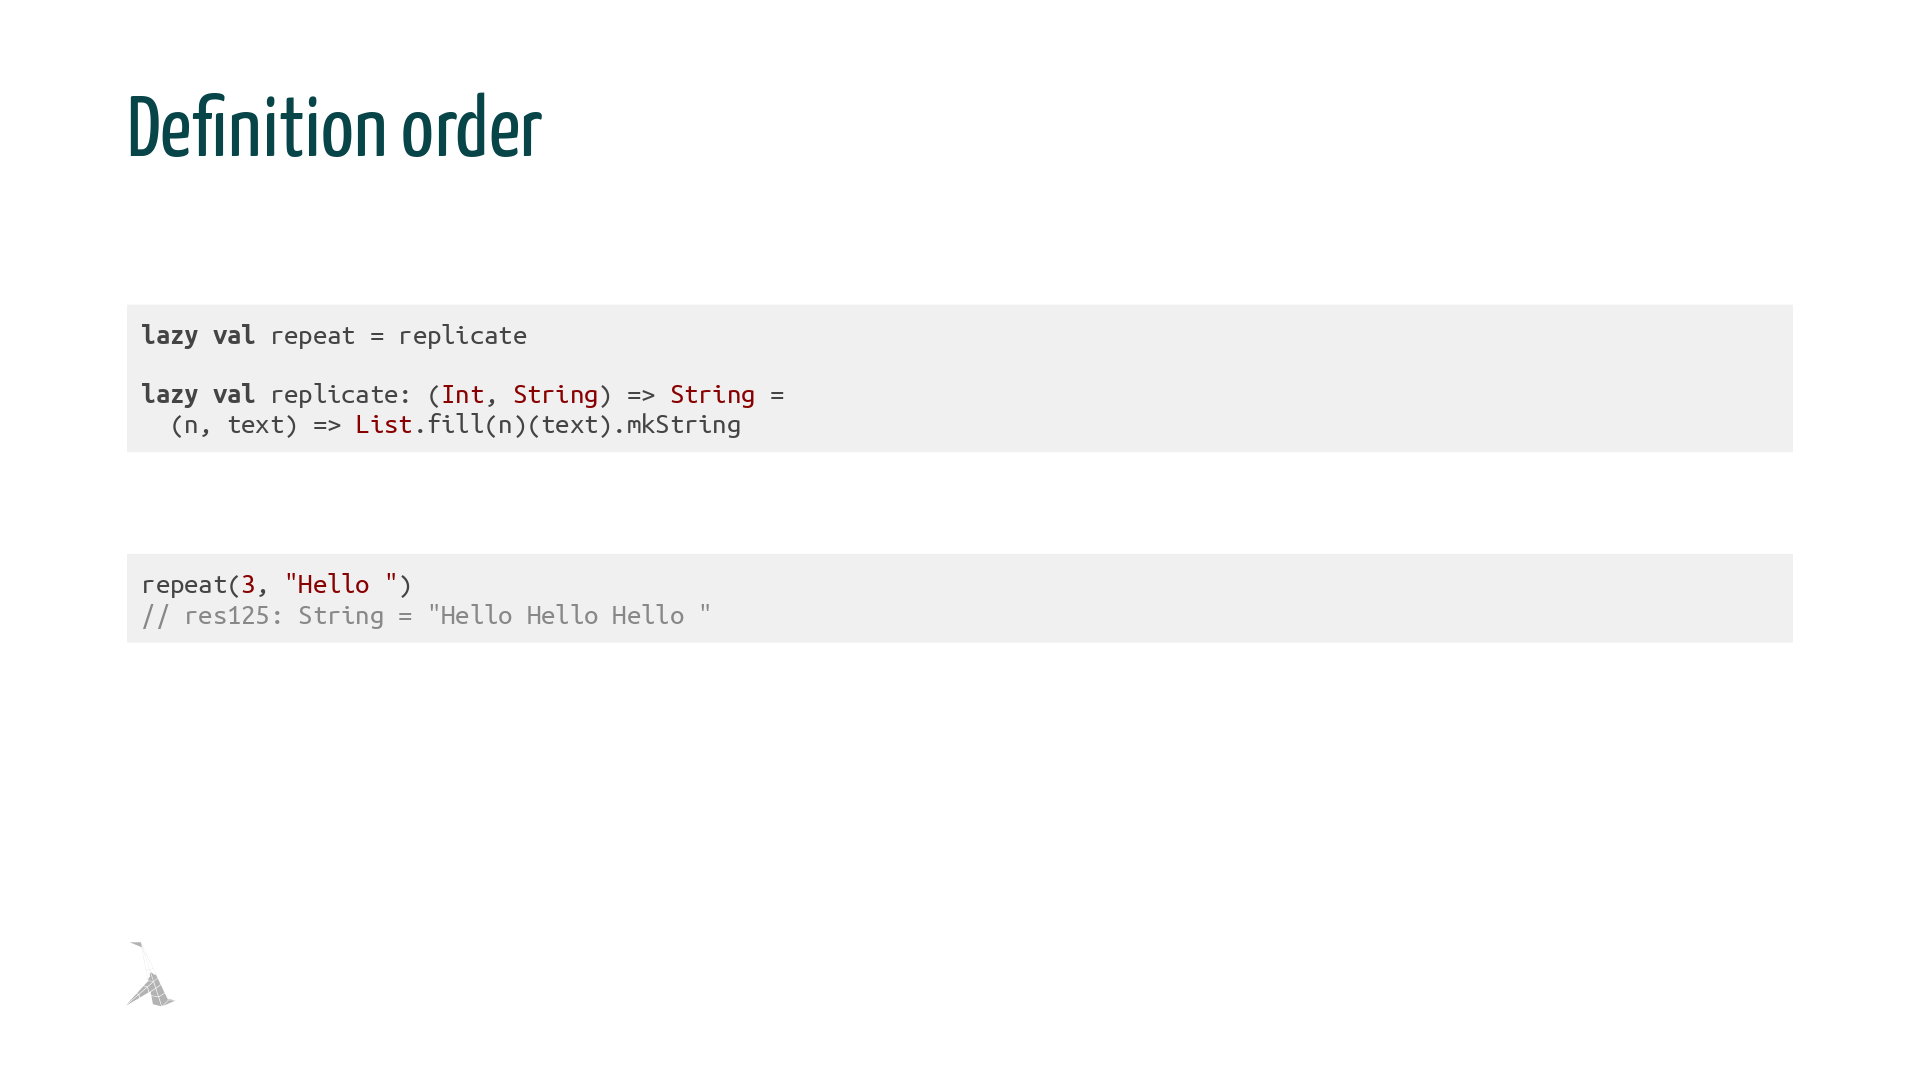 Definition order
lazy val repeat = replicate
lazy val replicate: (Int, String) => String =
  (n, text) => List.fill(n)(text).mkString
repeat(3, "Hello ")
// res125: String = "Hello Hello Hello "